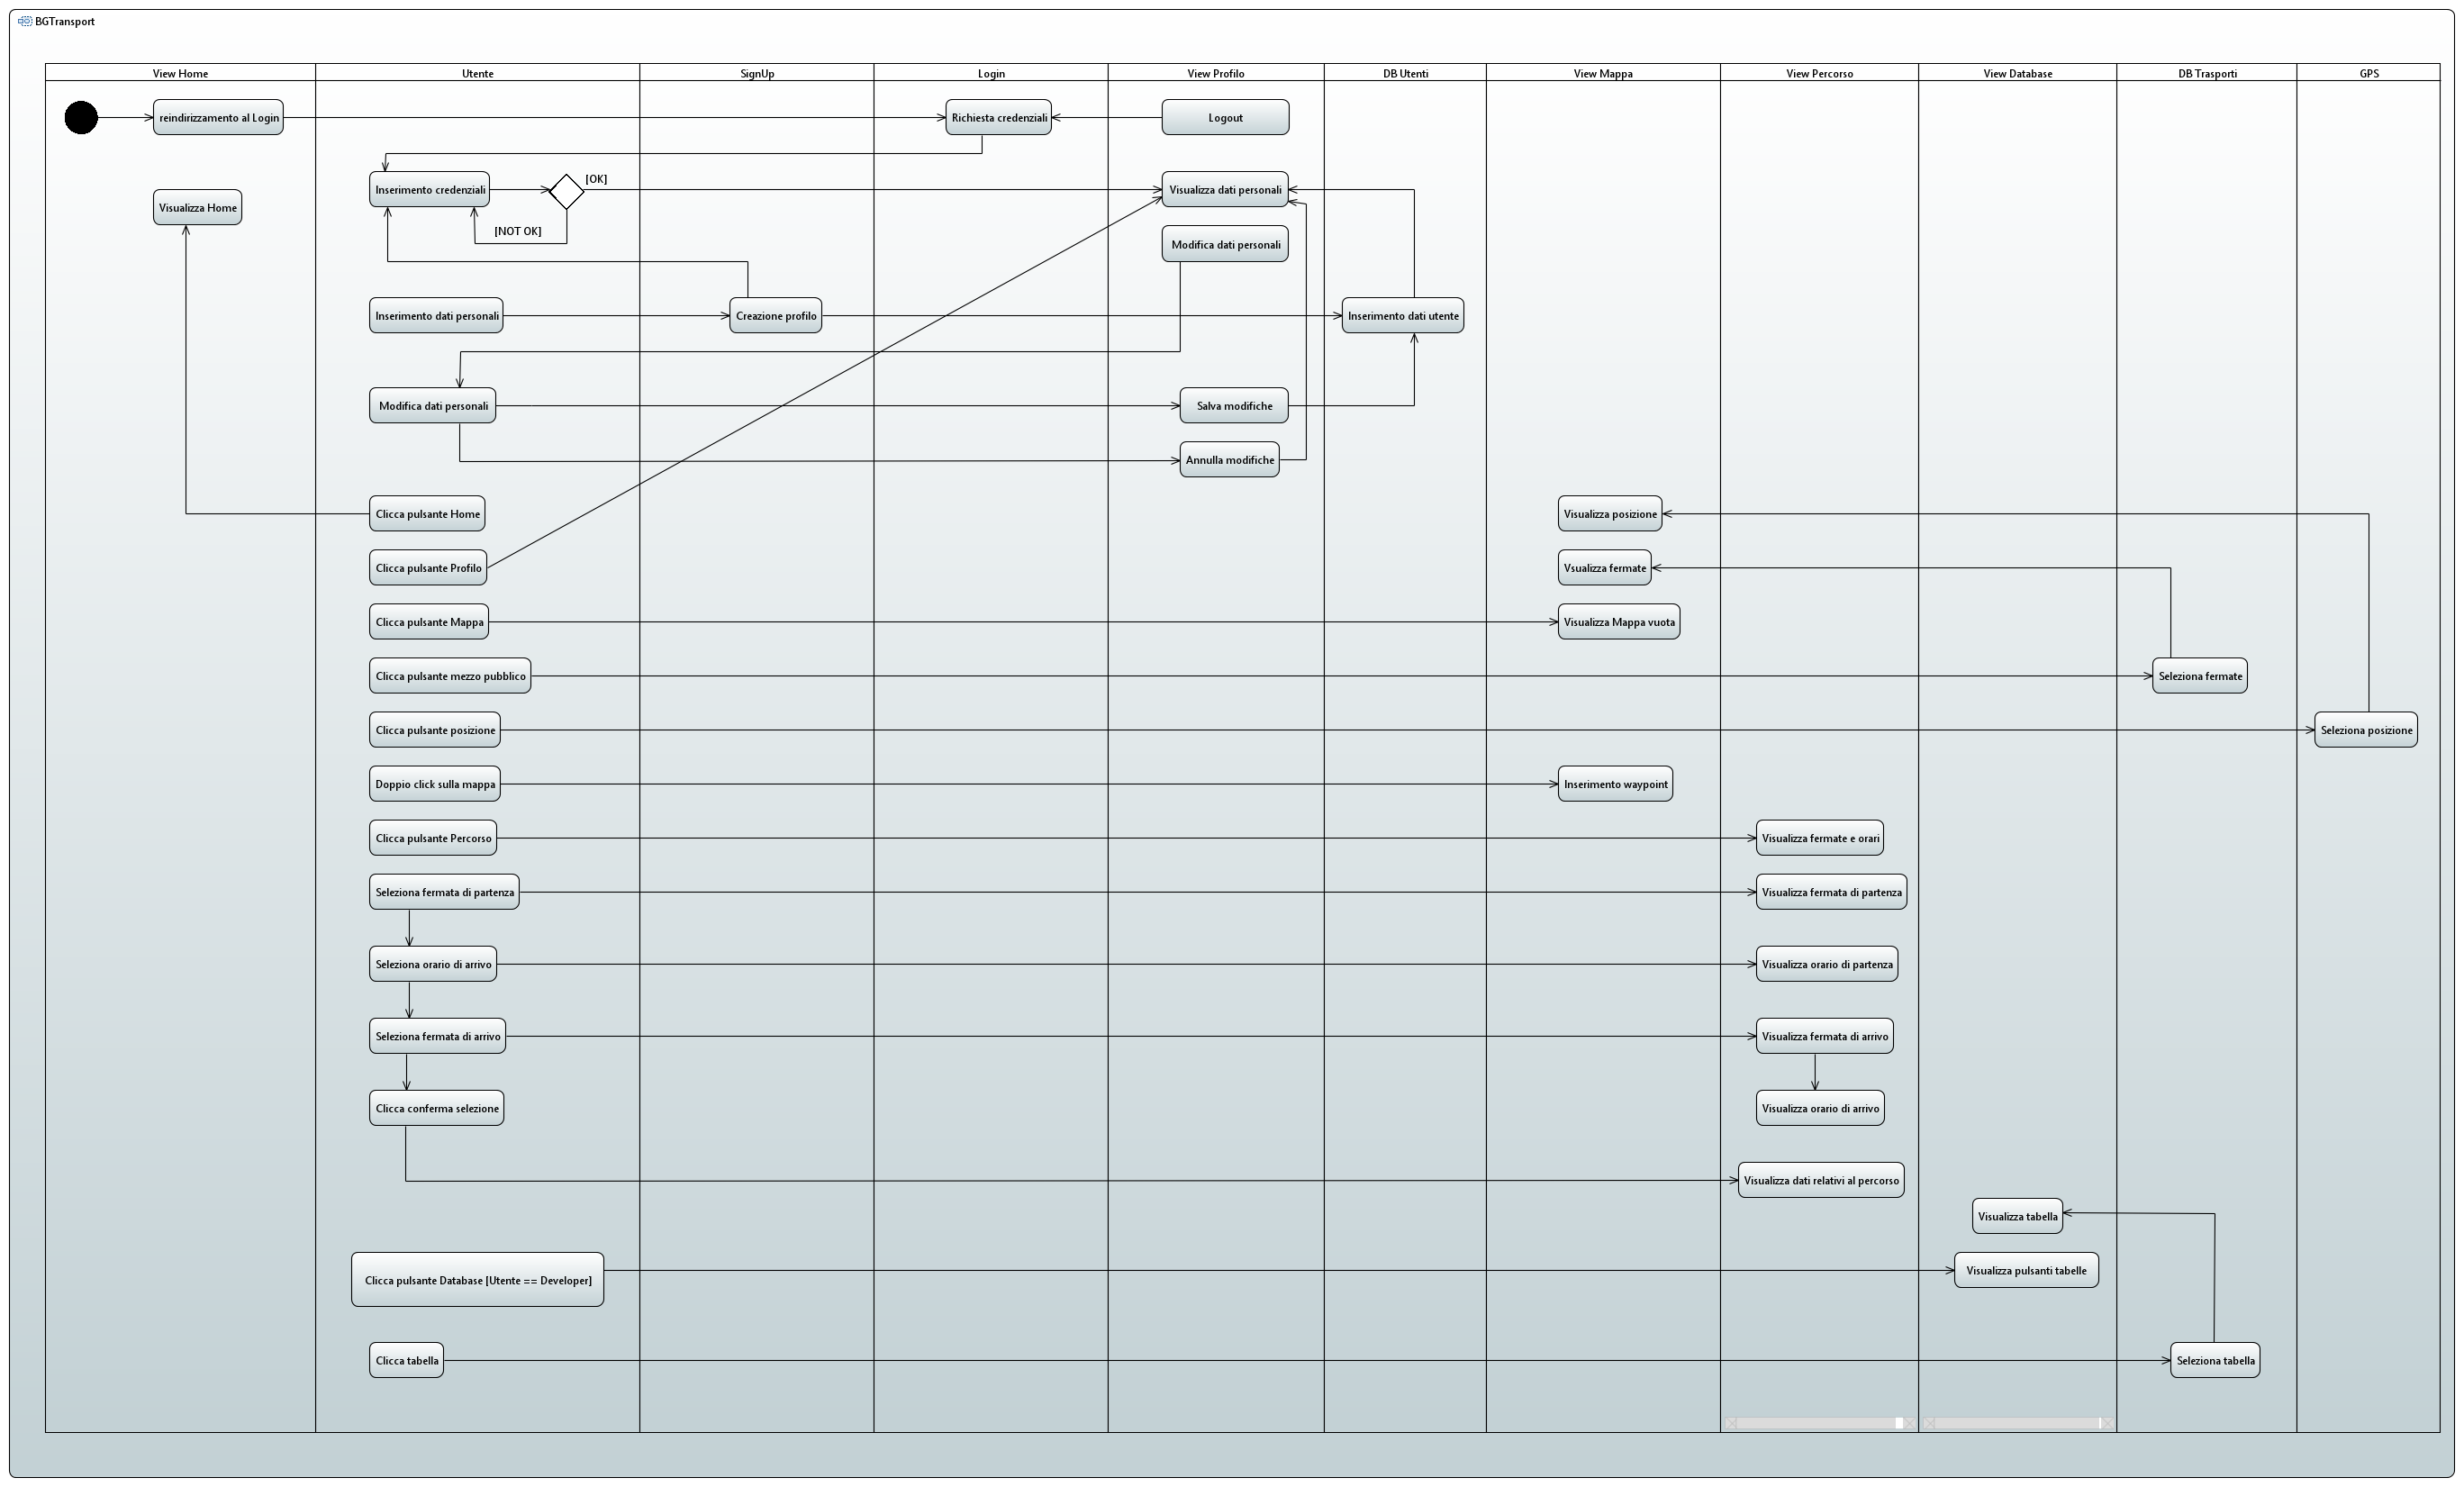 BGTransport
View Home
Utente
SignUp
Login
View Profilo
DB Utenti
View Mappa
View Percorso
View Database
DB Trasporti
GPS
reindirizzamento al Login
Richiesta credenziali
Logout
Inserimento credenziali
[OK]
[NOT OK]
Visualizza dati personali
Visualizza Home
Modifica dati personali
Inserimento dati personali
Creazione profilo
Inserimento dati utente
Modifica dati personali
Salva modifiche
Annulla modifiche
Clicca pulsante Home
Visualizza posizione
Clicca pulsante Profilo
Vsualizza fermate
Clicca pulsante Mappa
Visualizza Mappa vuota
Clicca pulsante mezzo pubblico
Seleziona fermate
Clicca pulsante posizione
Seleziona posizione
Doppio click sulla mappa
Inserimento waypoint
Clicca pulsante Percorso
Visualizza fermate e orari
Seleziona fermata di partenza
Visualizza fermata di partenza
Seleziona orario di arrivo
Visualizza orario di partenza
Seleziona fermata di arrivo
Visualizza fermata di arrivo
Clicca conferma selezione
Visualizza orario di arrivo
Visualizza dati relativi al percorso
Visualizza tabella
Clicca pulsante Database [Utente == Developer]
Visualizza pulsanti tabelle
Clicca tabella
Seleziona tabella